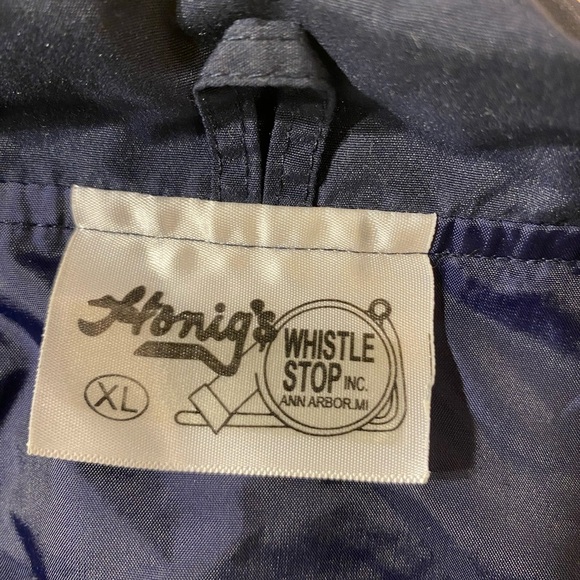 Honig's
WHISTLE
STOP INC.
ANN ARBOR, MI
XL